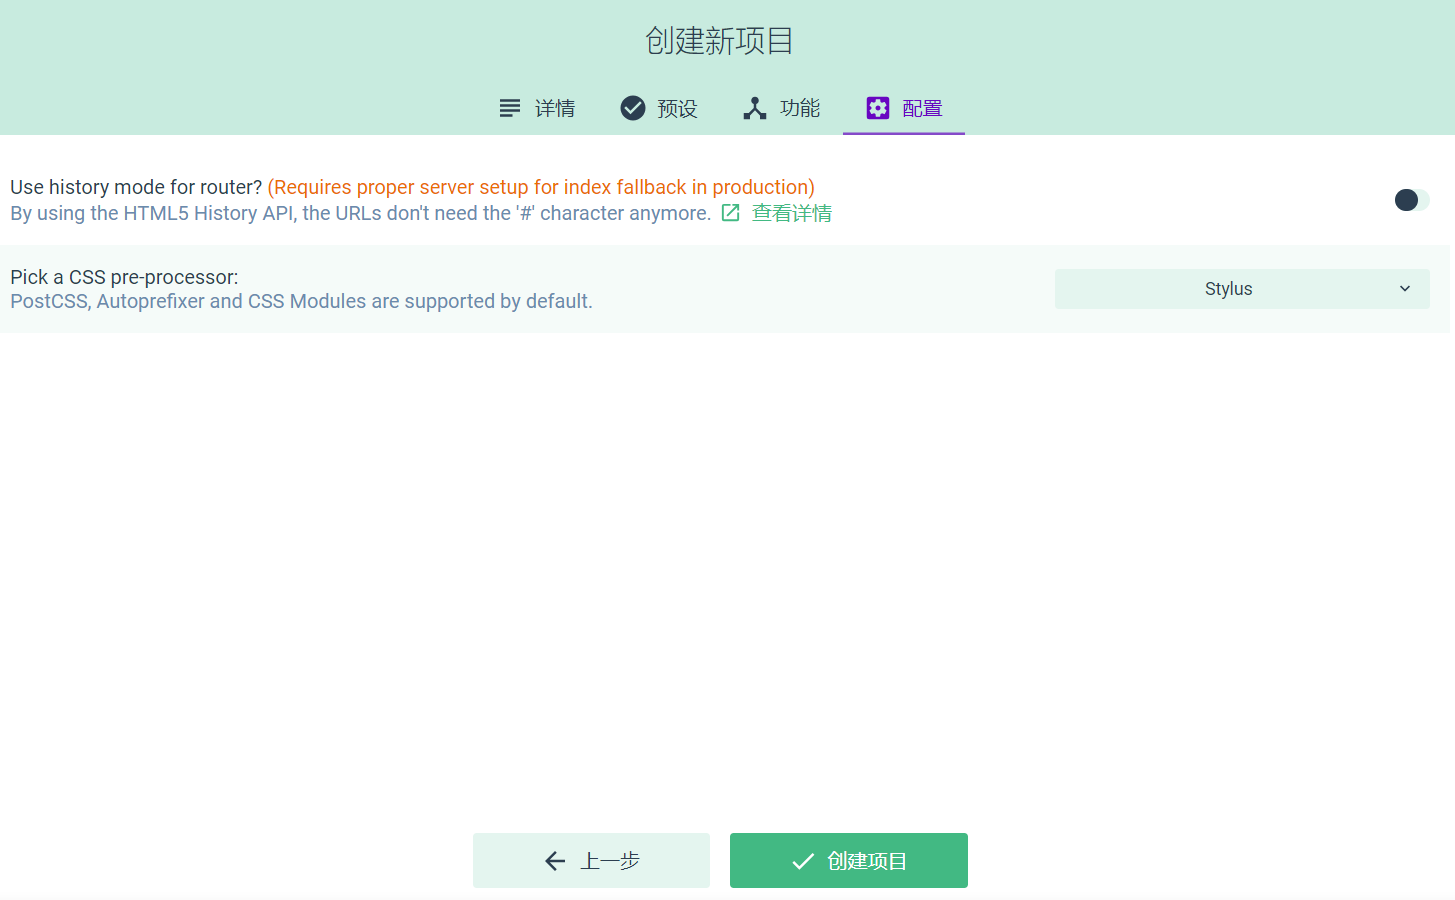 创建新项目
详情 预设 功能 配置
Use history mode for router? (Requires proper server setup for index fallback in production)
By using the HTML5 History API, the URLs don't need the '#' character anymore. 查看详情
Pick a CSS pre-processor:
PostCSS, Autoprefixer and CSS Modules are supported by default.
Stylus
上一步 创建项目